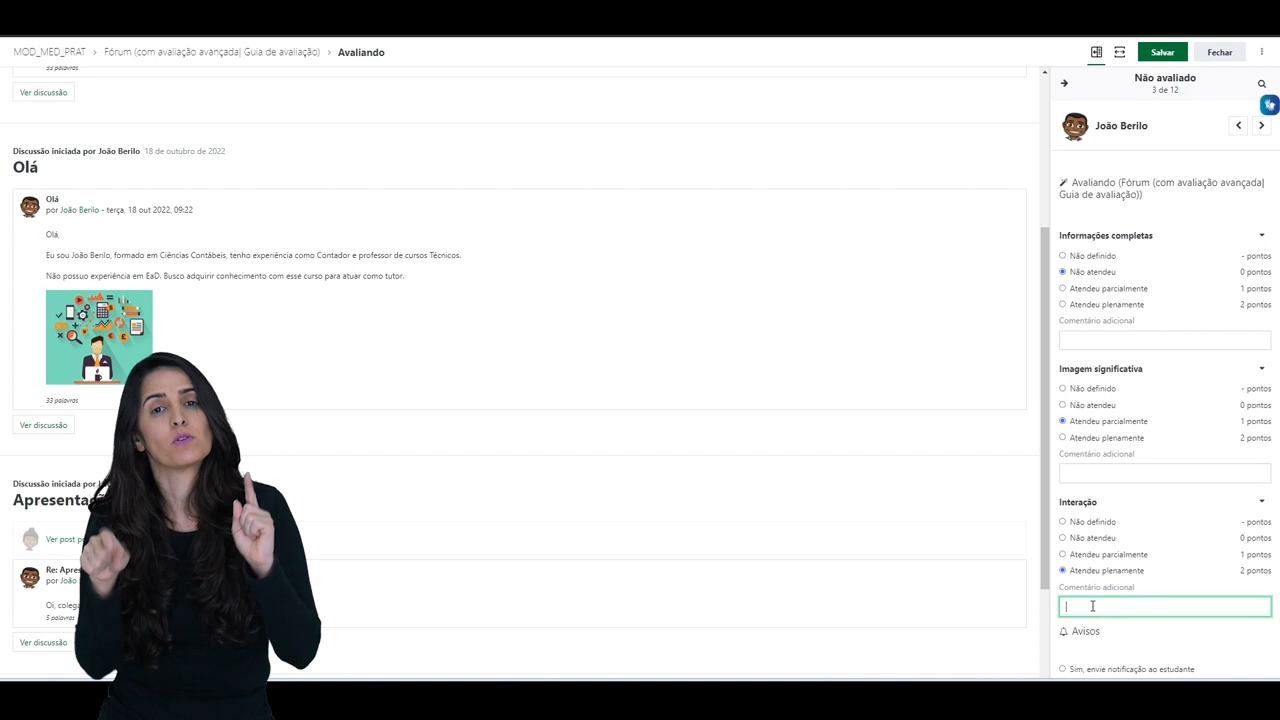 MOD_MED_PRAT > Fórum (com avaliação avançada| Guia de avaliação) > Avaliando
Salvar
Fechar
33 palavras
Ver discussão
Discussão iniciada por João Berilo 18 de outubro de 2022
Olá
Olá
por João Berilo - terça, 18 out 2022, 09:22
Olá,
Eu sou João Berilo, formado em Ciências Contábeis, tenho experiência como Contador e professor de cursos Técnicos.
Não possuo experiência em EaD. Busco adquirir conhecimento com esse curso para atuar como tutor.
33 palavras
Ver discussão
Discussão iniciada por
Apresentaç
Ver post
Re:
por João
Oi,
5 palavras
Ver discussão
Não avaliado
3 de 12
João Berilo
Avaliando (Fórum (com avaliação avançada|
Guia de avaliação))
Informações completas
Não definido - pontos
Não atendeu 0 pontos
Atendeu parcialmente 1 pontos
Atendeu plenamente 2 pontos
Comentário adicional
Imagem significativa
Não definido - pontos
Não atendeu 0 pontos
Atendeu parcialmente 1 pontos
Atendeu plenamente 2 pontos
Comentário adicional
Interação
Não definido - pontos
Não atendeu 0 pontos
Atendeu parcialmente 1 pontos
Atendeu plenamente 2 pontos
Comentário adicional
Avisos
Sim, envie notificação ao estudante